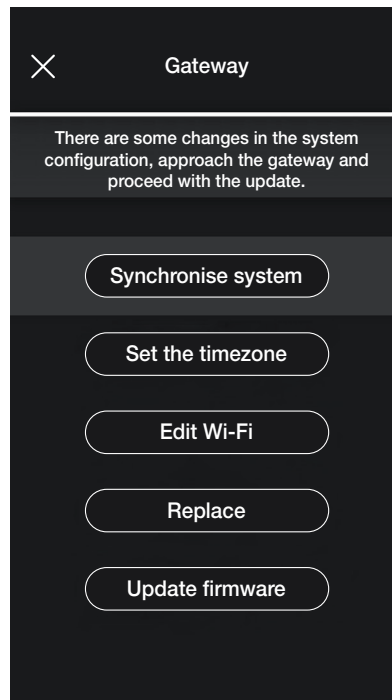 Gateway
There are some changes in the system
configuration, approach the gateway and
proceed with the update.
Synchronise system
Set the timezone
Edit Wi-Fi
Replace
Update firmware